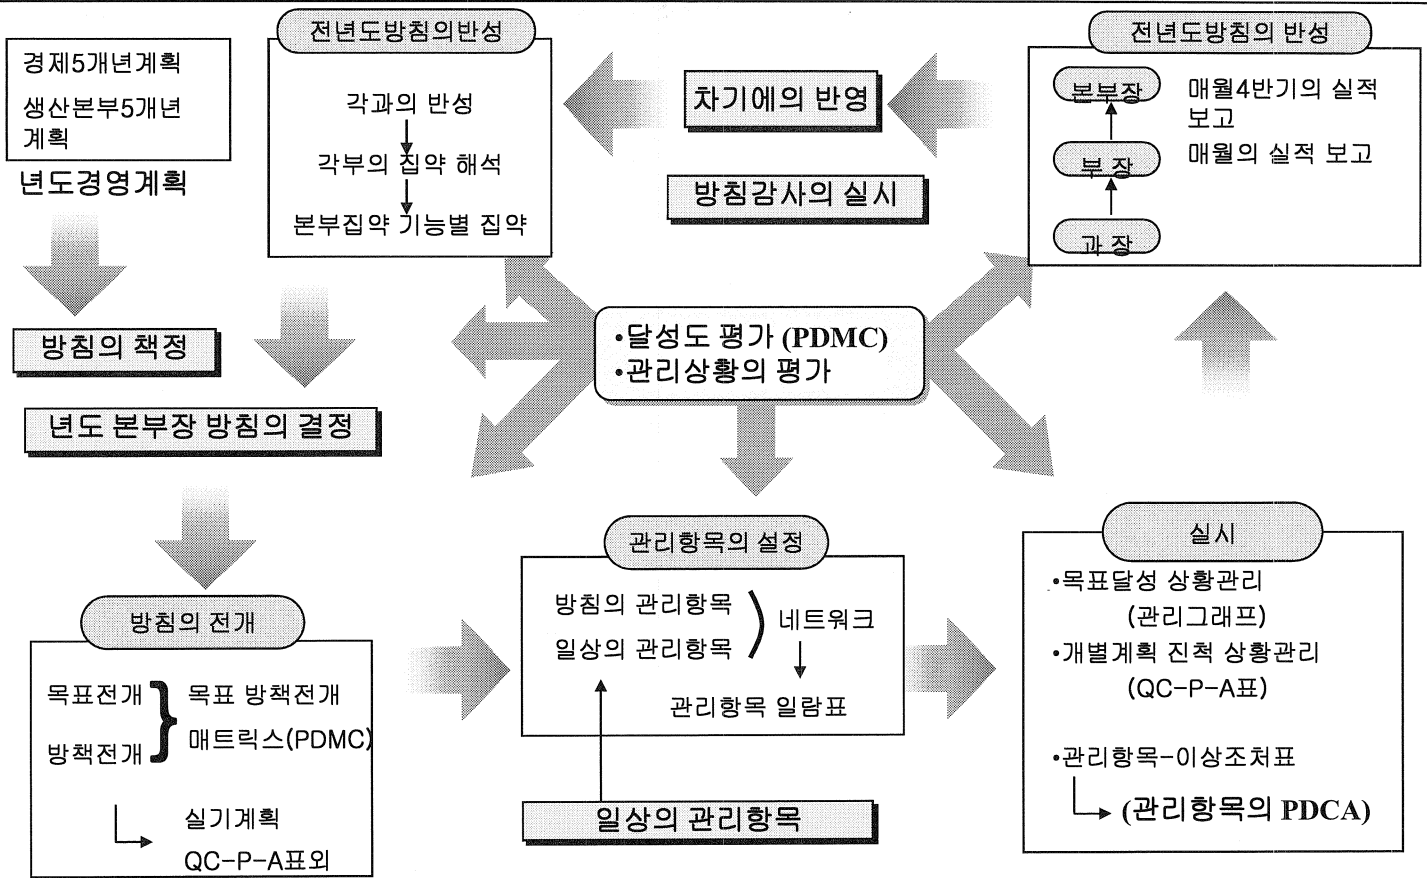 경제5개년계획
생산본부5개년
계획
년도경영계획
방침의 책정
년도 본부장 방침의 결정
전년도방침의반성
각과의 반성
각부의 집약 해석
본부집약 기능별 집약
차기에의 반영
방침감사의 실시
전년도방침의 반성
본부장
매월4반기의 실적
보고
부 장
매월의 실적 보고
과 장
•달성도 평가 (PDMC)
•관리상황의 평가
방침의 전개
목표전개
방책전개
}
목표 방책전개
매트릭스(PDMC)
실기계획
QC-P-A표외
관리항목의 설정
방침의 관리항목
일상의 관리항목
)
네트워크
관리항목 일람표
일상의 관리항목
실시
•목표달성 상황관리
(관리그래프)
•개별계획 진척 상황관리
(QC-P-A표)
•관리항목-이상조처표
(관리항목의 PDCA)